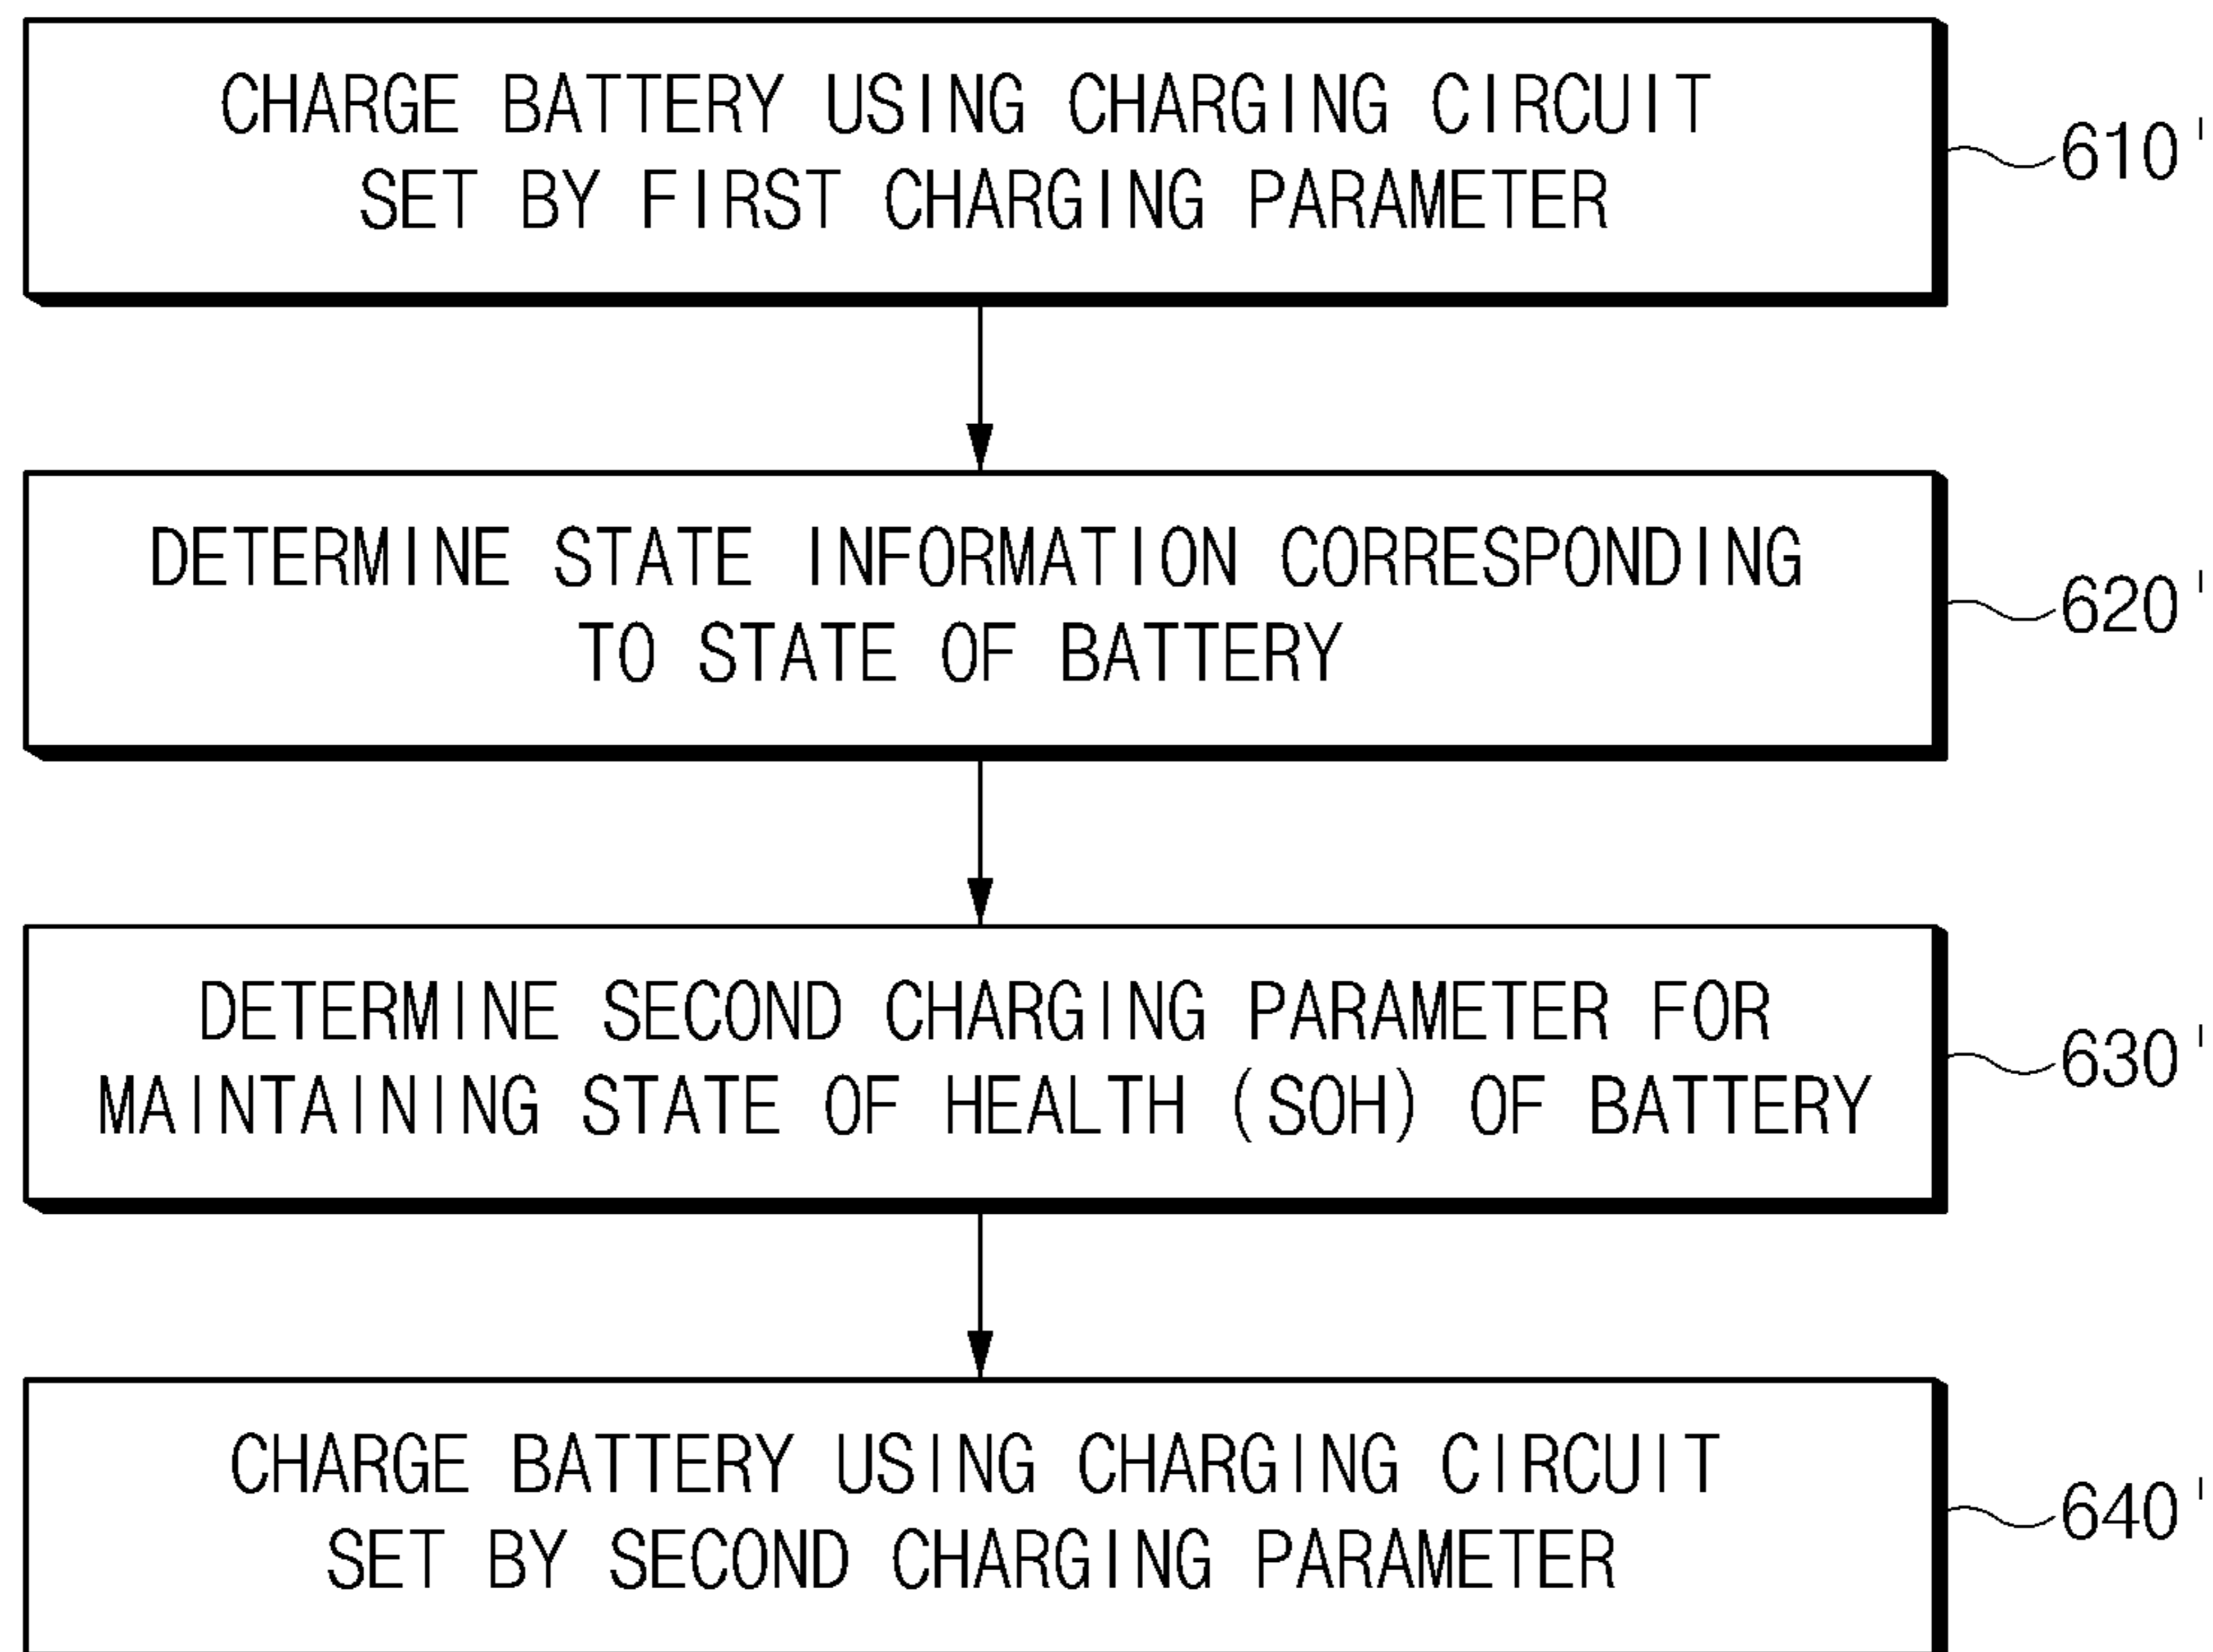 CHARGE BATTERY USING CHARGING CIRCUIT
SET BY FIRST CHARGING PARAMETER
610'
DETERMINE STATE INFORMATION CORRESPONDING
TO STATE OF BATTERY
620'
DETERMINE SECOND CHARGING PARAMETER FOR
MAINTAINING STATE OF HEALTH (SOH) OF BATTERY
630'
CHARGE BATTERY USING CHARGING CIRCUIT
SET BY SECOND CHARGING PARAMETER
640'